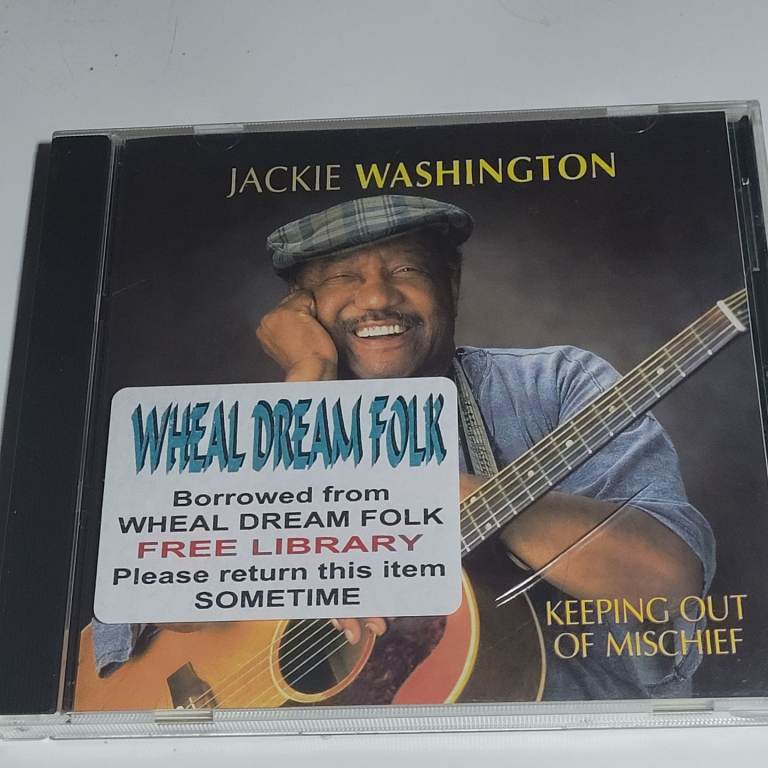 JACKIE WASHINGTON
WHEAL DREAM FOLK
Borrowed from
WHEAL DREAM FOLK
FREE LIBRARY
Please return this item
SOMETIME
KEEPING OUT
OF MISCHIEF